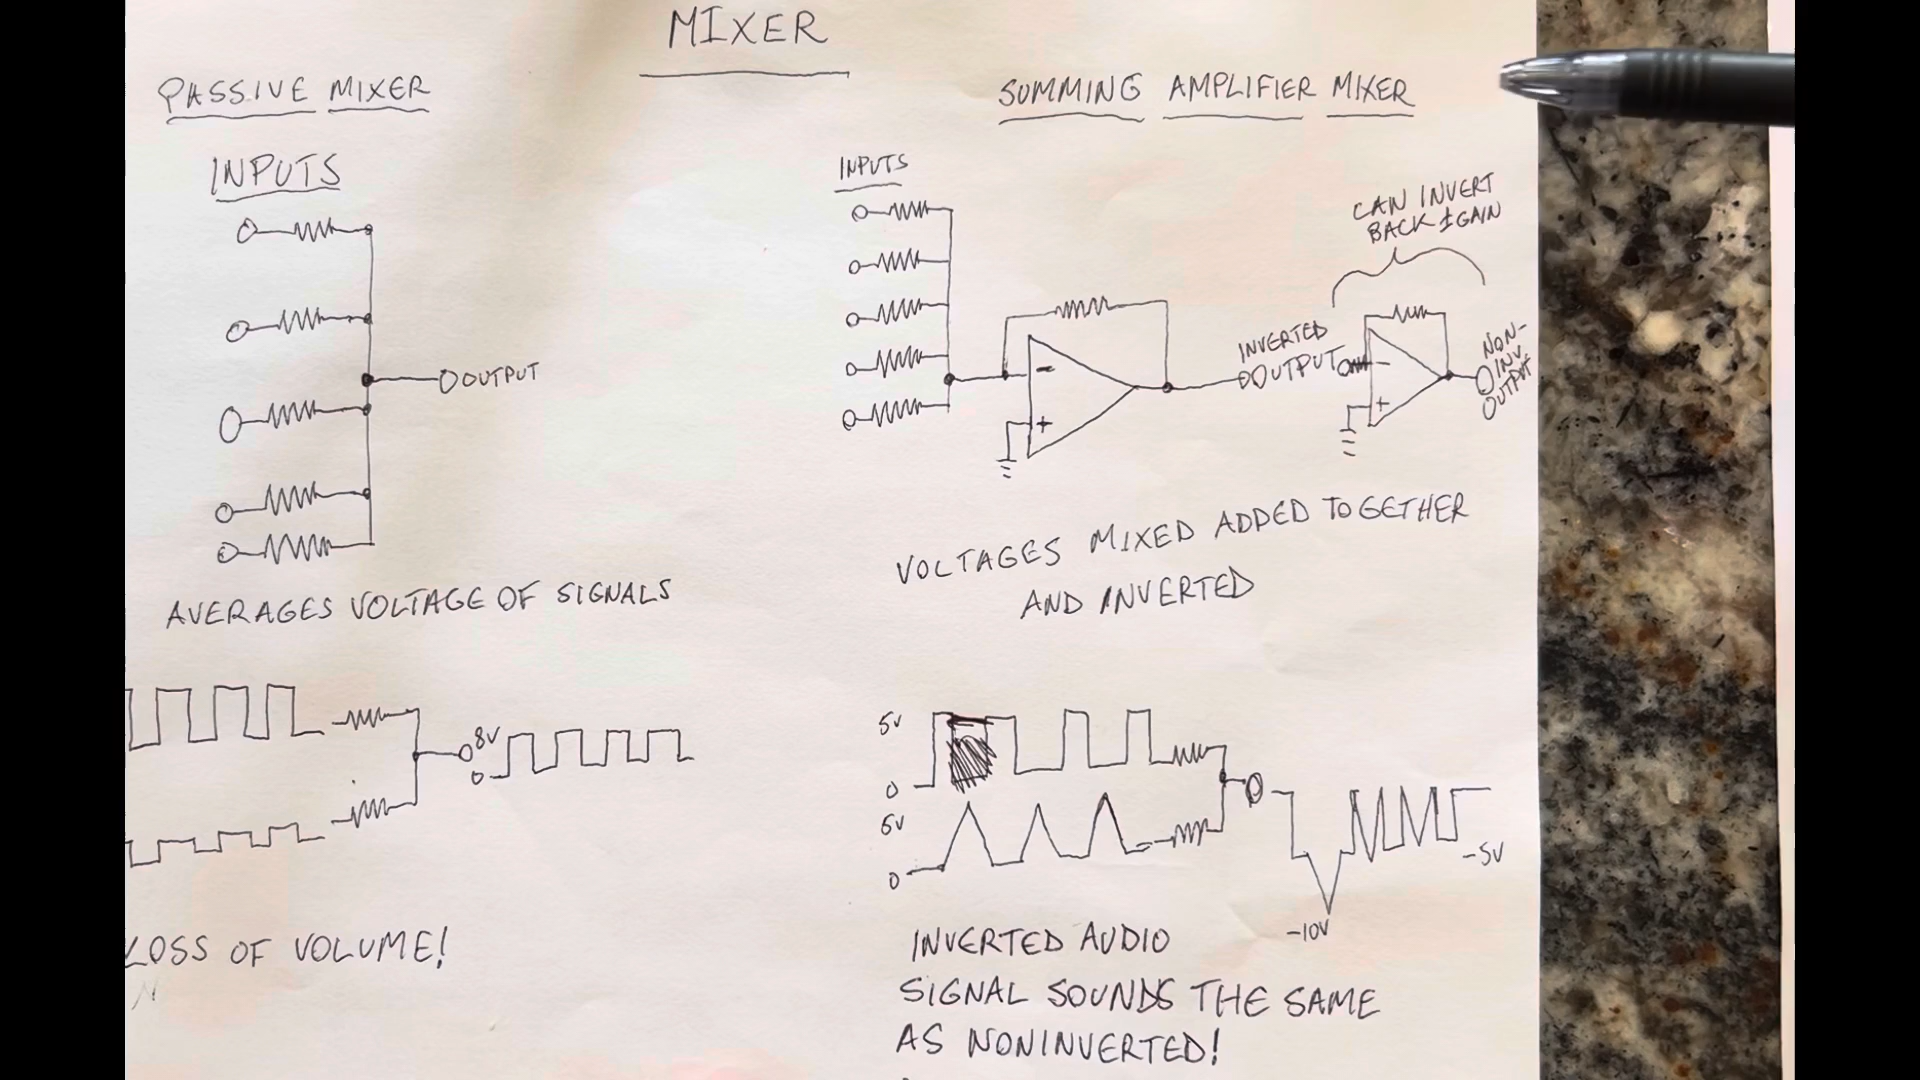 MIXER
PASSIVE MIXER
INPUTS
OUTPUT
AVERAGES VOLTAGE OF SIGNALS
8V
0
LOSS OF VOLUME!
SUMMING AMPLIFIER MIXER
INPUTS
-
+
INVERTED
OUTPUT
CAN INVERT
BACK AGAIN
-
+
NON-
INV
OUTPUT
VOLTAGES MIXED ADDED TOGETHER
AND INVERTED
5V
0
5V
0
-5V
-10V
INVERTED AUDIO
SIGNAL SOUNDS THE SAME
AS NONINVERTED!